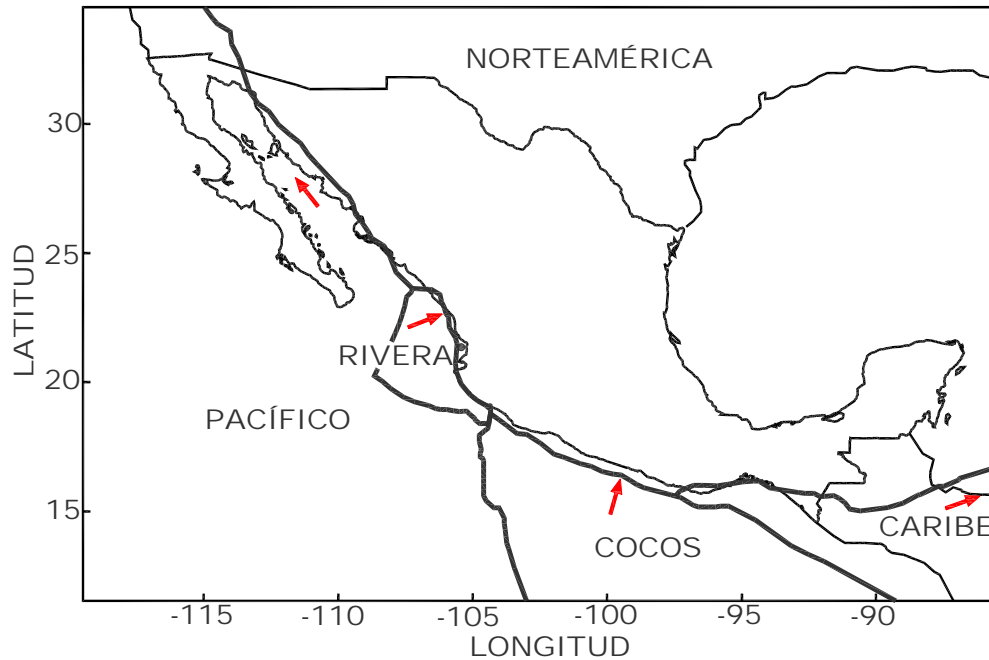 NORTEAMÉRICA
30
25
LATITUD
RIVERA
20
PACÍFICO
15
CARIBE
COCOS
-115 -110 -105 -100 -95 -90
LONGITUD